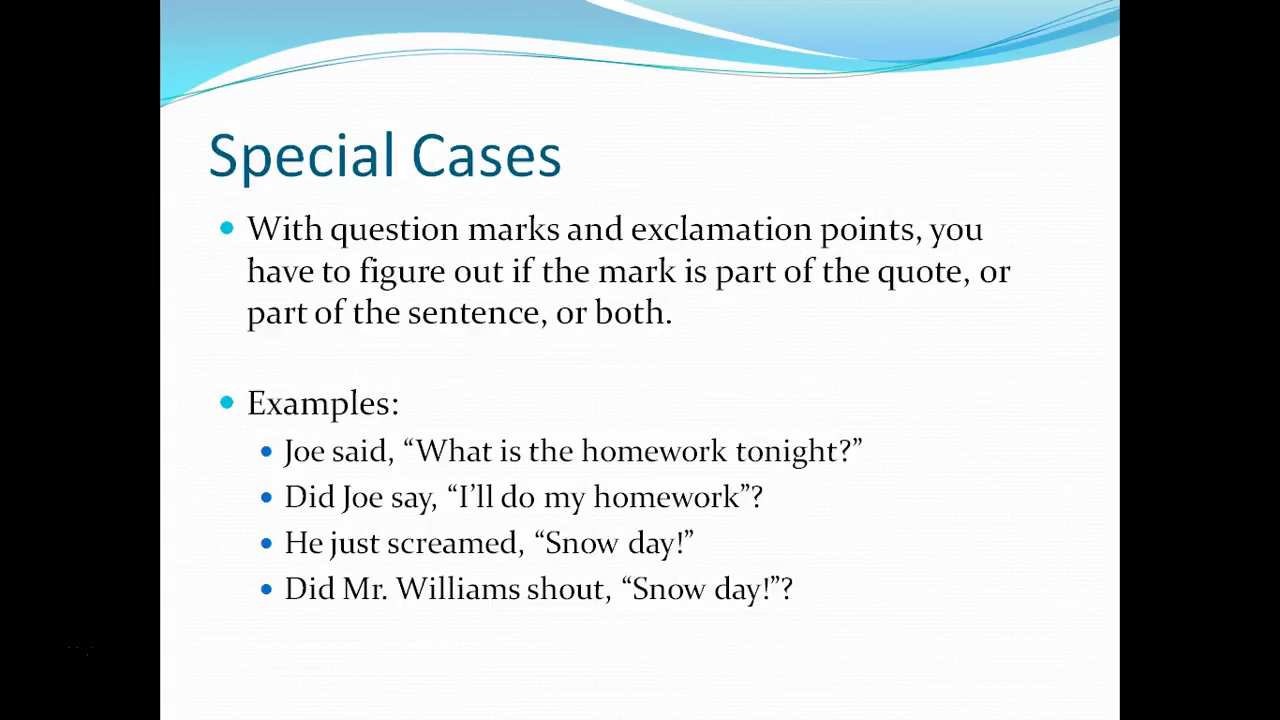 Special Cases
With question marks and exclamation points, you
have to figure out if the mark is part of the quote, or
part of the sentence, or both.
Examples:
Joe said, “What is the homework tonight?”
Did Joe say, “I’ll do my homework”?
He just screamed, “Snow day!”
Did Mr. Williams shout, “Snow day!”?